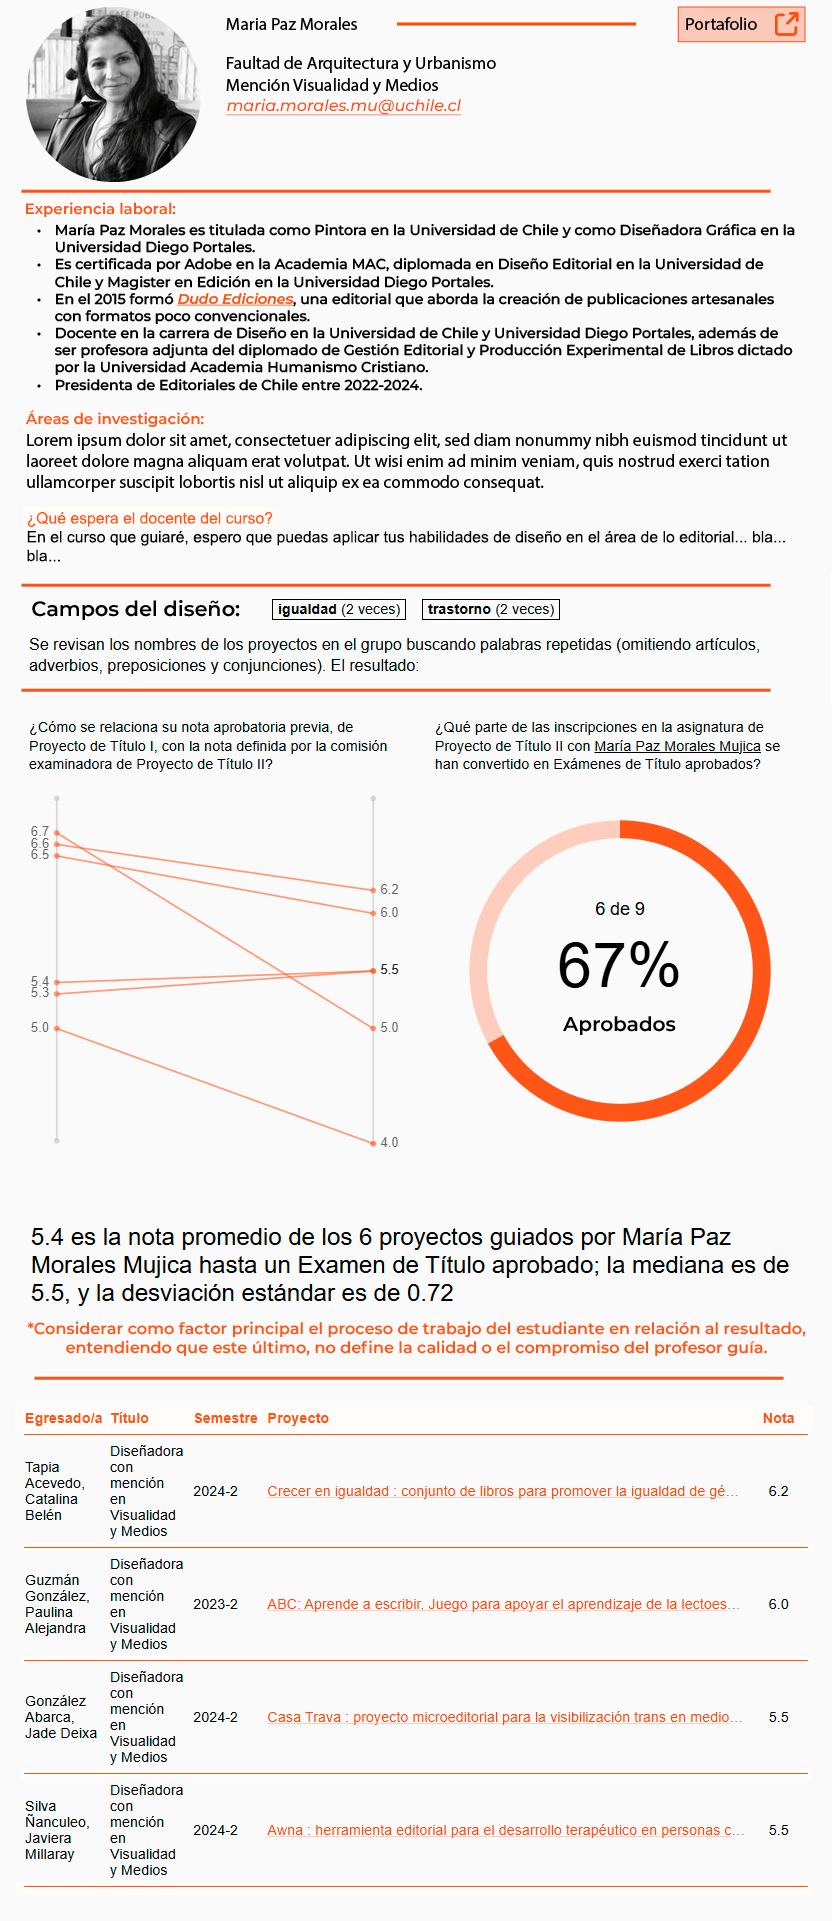 Maria Paz Morales
Portafolio
Faultad de Arquitectura y Urbanismo
Mención Visualidad y Medios
maria.morales.mu@uchile.cl
Experiencia laboral:
• María Paz Morales es titulada como Pintora en la Universidad de Chile y como Diseñadora Gráfica en la
Universidad Diego Portales.
• Es certificada por Adobe en la Academia MAC, diplomada en Diseño Editorial en la Universidad de
Chile y Magister en Edición en la Universidad Diego Portales.
• En el 2015 formó Dudo Ediciones, una editorial que aborda la creación de publicaciones artesanales
con formatos poco convencionales.
• Docente en la carrera de Diseño en la Universidad de Chile y Universidad Diego Portales, además de
ser profesora adjunta del diplomado de Gestión Editorial y Producción Experimental de Libros dictado
por la Universidad Academia Humanismo Cristiano.
• Presidenta de Editoriales de Chile entre 2022-2024.
Áreas de investigación:
Lorem ipsum dolor sit amet, consectetuer adipiscing elit, sed diam nonummy nibh euismod tincidunt ut
laoreet dolore magna aliquam erat volutpat. Ut wisi enim ad minim veniam, quis nostrud exerci tation
ullamcorper suscipit lobortis nisl ut aliquip ex ea commodo consequat.
¿Qué espera el docente del curso?
En el curso que guiaré, espero que puedas aplicar tus habilidades de diseño en el área de lo editorial... bla...
bla...
Campos del diseño: igualdad (2 veces) trastorno (2 veces)
Se revisan los nombres de los proyectos en el grupo buscando palabras repetidas (omitiendo artículos,
adverbios, preposiciones y conjunciones). El resultado:
¿Cómo se relaciona su nota aprobatoria previa, de
Proyecto de Título I, con la nota definida por la comisión
examinadora de Proyecto de Título II?
¿Qué parte de las inscripciones en la asignatura de
Proyecto de Título II con María Paz Morales Mujica se
han convertido en Exámenes de Título aprobados?
6.7
6.6
6.5
5.4
5.3
5.0
6.2
6.0
5.5
5.0
4.0
6 de 9
67%
Aprobados
5.4 es la nota promedio de los 6 proyectos guiados por María Paz
Morales Mujica hasta un Examen de Título aprobado; la mediana es de
5.5, y la desviación estándar es de 0.72
*Considerar como factor principal el proceso de trabajo del estudiante en relación al resultado,
entendiendo que este último, no define la calidad o el compromiso del profesor guía.
Egresado/a Título Semestre Proyecto Nota
Tapia
Acevedo,
Catalina
Belén
Diseñadora
con
mención
en
Visualidad
y Medios
2024-2
Crecer en igualdad : conjunto de libros para promover la igualdad de gé...
6.2
Guzmán
González,
Paulina
Alejandra
Diseñadora
con
mención
en
Visualidad
y Medios
2023-2
ABC: Aprende a escribir, Juego para apoyar el aprendizaje de la lectoes...
6.0
González
Abarca,
Jade Deixa
Diseñadora
con
mención
en
Visualidad
y Medios
2024-2
Casa Trava : proyecto microeditorial para la visibilización trans en medio...
5.5
Silva
Ñanculeo,
Javiera
Millaray
Diseñadora
con
mención
en
Visualidad
y Medios
2024-2
Awna : herramienta editorial para el desarrollo terapéutico en personas c...
5.5